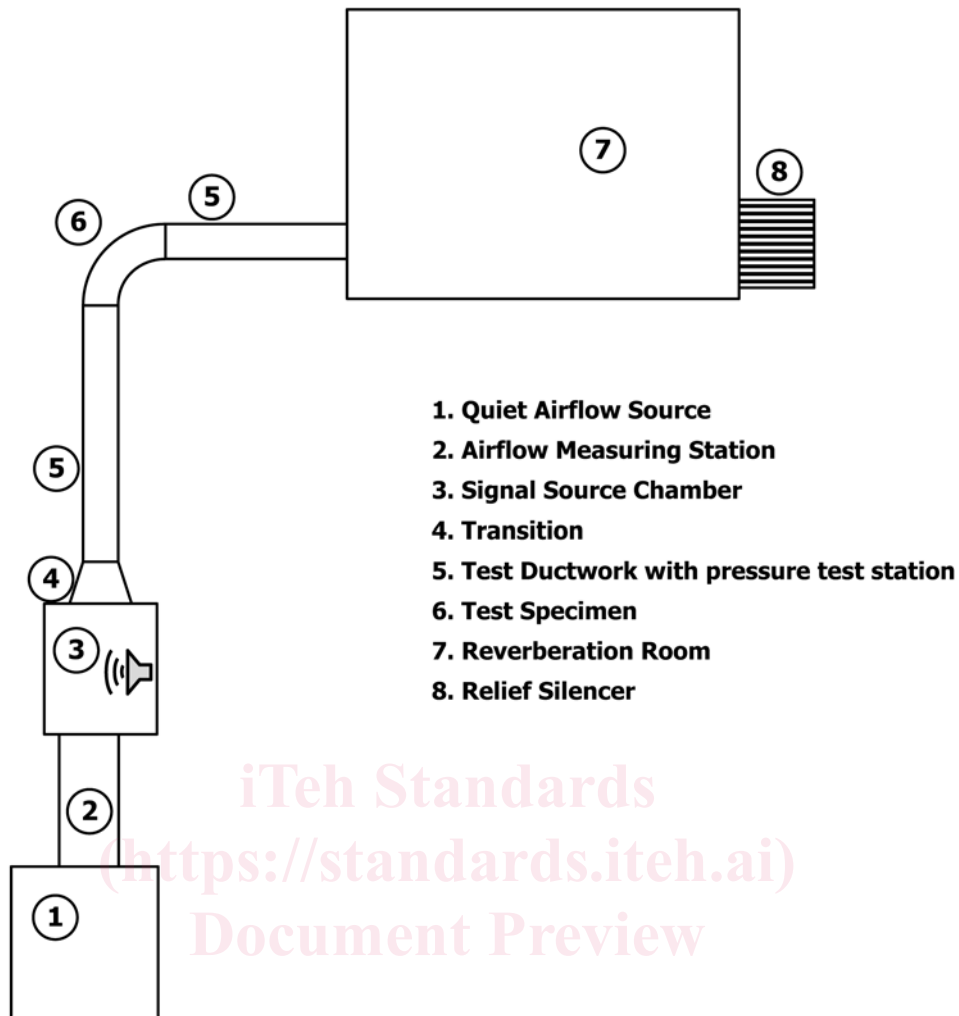 7
8
5
6
1. Quiet Airflow Source
2. Airflow Measuring Station
3. Signal Source Chamber
5
4. Transition
4
5. Test Ductwork with pressure test station
6. Test Specimen
3
7. Reverberation Room
8. Relief Silencer
iTeh Standards
2
(https://standards.iteh.ai)
1
Document Preview